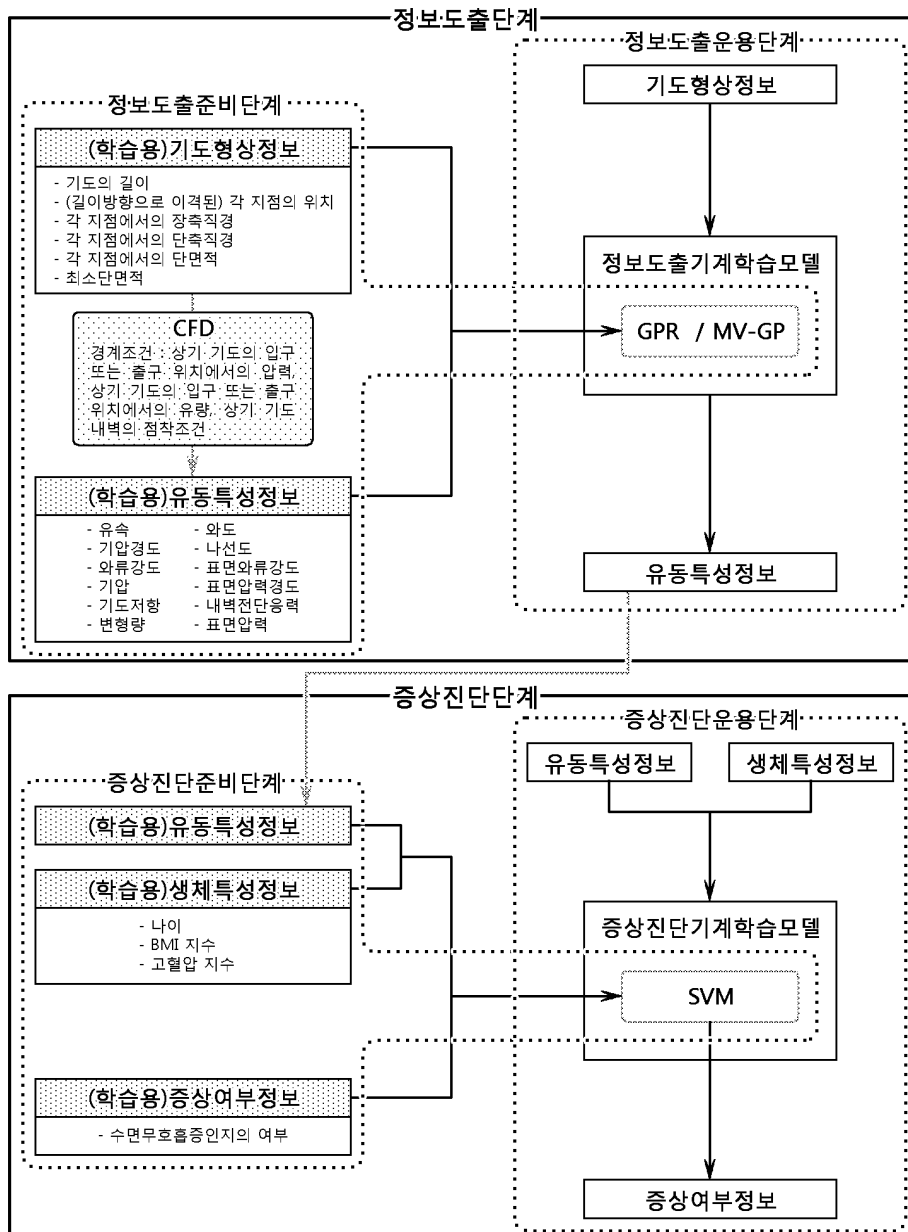 정보도출단계
정보도출운용단계
기도형상정보
정보도출준비단계
(학습용)기도형상정보
- 기도의 길이
- (길이방향으로 이격된) 각 지점의 위치
- 각 지점에서의 장축직경
- 각 지점에서의 단축직경
- 각 지점에서의 단면적
- 최소단면적
정보도출기계학습모델
GPR / MV-GP
CFD
경계조건 : 상기 기도의 입구
또는 출구 위치에서의 압력,
상기 기도의 입구 또는 출구
위치에서의 유량, 상기 기도
내벽의 점착조건
(학습용)유동특성정보
- 유속
- 기압경도
- 와류강도
- 기압
- 기도저항
- 변형량
- 와도
- 나선도
- 표면와류강도
- 표면압력경도
- 내벽전단응력
- 표면압력
유동특성정보
증상진단단계
증상진단운용단계
유동특성정보
생체특성정보
증상진단준비단계
(학습용)유동특성정보
(학습용)생체특성정보
- 나이
- BMI 지수
- 고혈압 지수
증상진단기계학습모델
SVM
(학습용)증상여부정보
- 수면무호흡증인지의 여부
증상여부정보